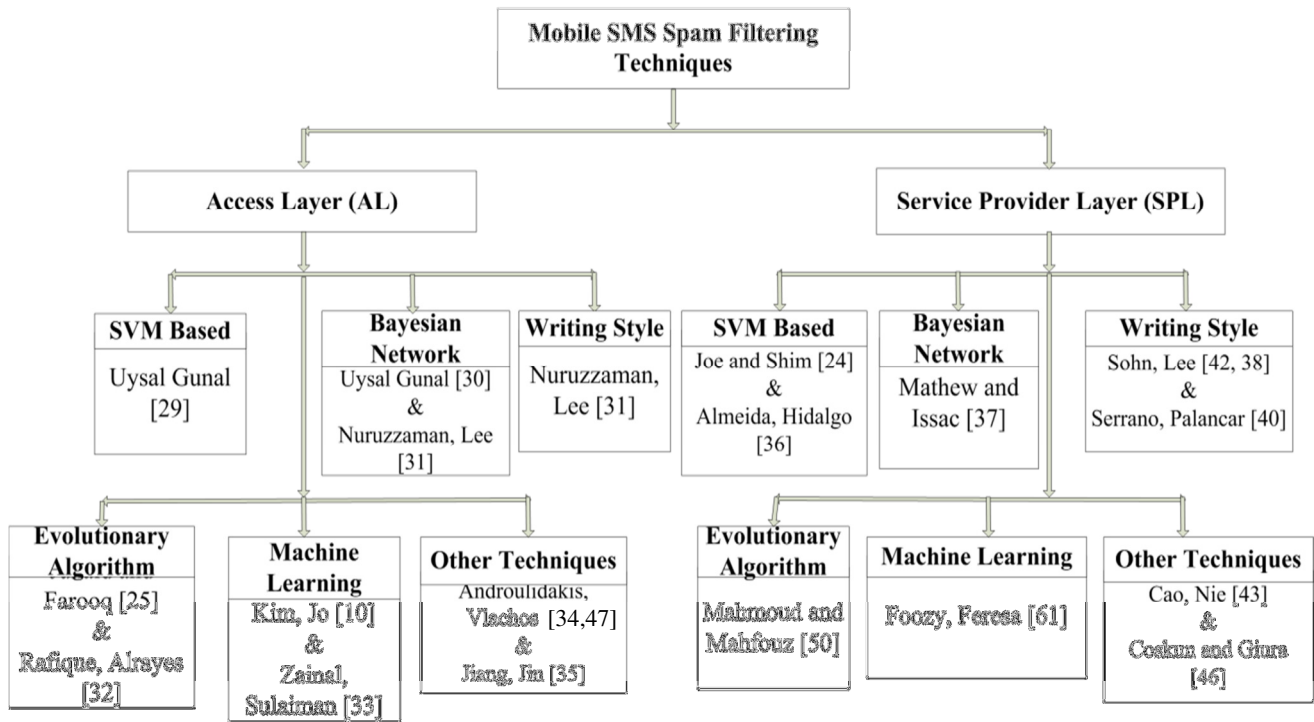 Mobile SMS Spam Filtering
Techniques
Access Layer (AL)
Service Provider Layer (SPL)
SVM Based
Uysal Gunal
[29]
Bayesian
Network
Uysal Gunal [30]
&
Nuruzzaman, Lee
[31]
Writing Style
Nuruzzaman,
Lee [31]
SVM Based
Joe and Shim [24]
&
Almeida, Hidalgo
[36]
Bayesian
Network
Mathew and
Issac [37]
Writing Style
Sohn, Lee [42, 38]
&
Serrano, Palancar [40]
Evolutionary
Algorithm
Farooq [25]
&
Rafique, Alrayes
[32]
Machine
Learning
Kim, Jo [10]
&
Zainal,
Sulaiman [33]
Other Techniques
Androulidakis,
Vlachos [34,47]
&
Jiang, Jin [35]
Evolutionary
Algorithm
Mahmoud and
Mahfouz [50]
Machine Learning
Foozy, Feresa [61]
Other Techniques
Cao, Nie [43]
&
Coskun and Giura
[46]